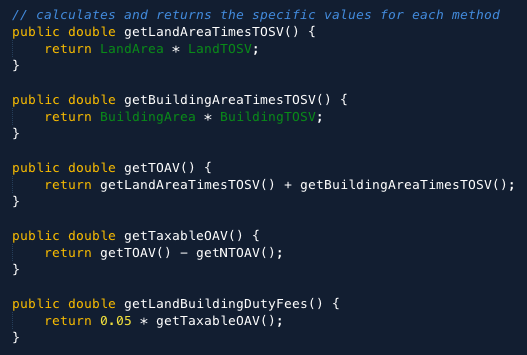 // calculates and returns the specific values for each method
public double getLandAreaTimesTOSV() {
    return LandArea * LandTOSV;
}

public double getBuildingAreaTimesTOSV() {
    return BuildingArea * BuildingTOSV;
}

public double getTOAV() {
    return getLandAreaTimesTOSV() + getBuildingAreaTimesTOSV();
}

public double getTaxableOAV() {
    return getTOAV() – getNTOAV();
}

public double getLandBuildingDutyFees() {
    return 0.05 * getTaxableOAV();
}